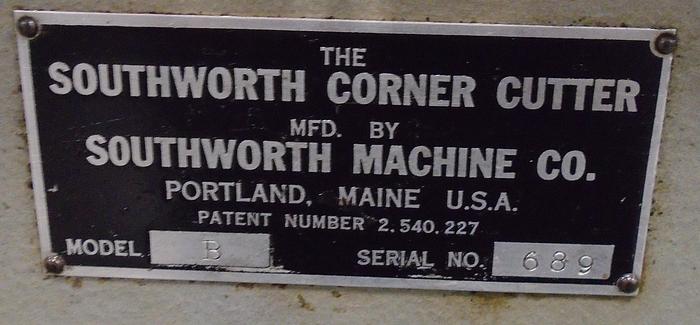 THE
SOUTHWORTH CORNER CUTTER
MFD. BY
SOUTHWORTH MACHINE CO.
PORTLAND, MAINE U.S.A.
PATENT NUMBER 2.540.227
MODEL B SERIAL NO. 689